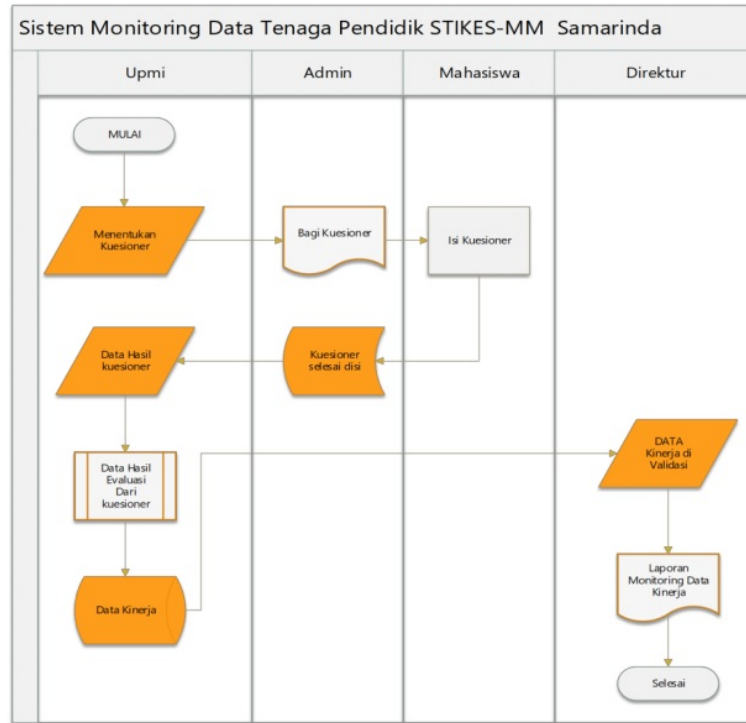 Sistem Monitoring Data Tenaga Pendidik STIKES-MM Samarinda
Upmi
Admin
Mahasiswa
Direktur
MULAI
Menentukan
Kuesioner
Bagi Kuesioner
Isi Kuesioner
Data Hasil
kuesioner
Kuesioner
selesai disi
Data Hasil
Evaluasi
Dari
kuesioner
DATA
Kinerja di
Validasi
Data Kinerja
Laporan
Monitoring Data
Kinerja
Selesai